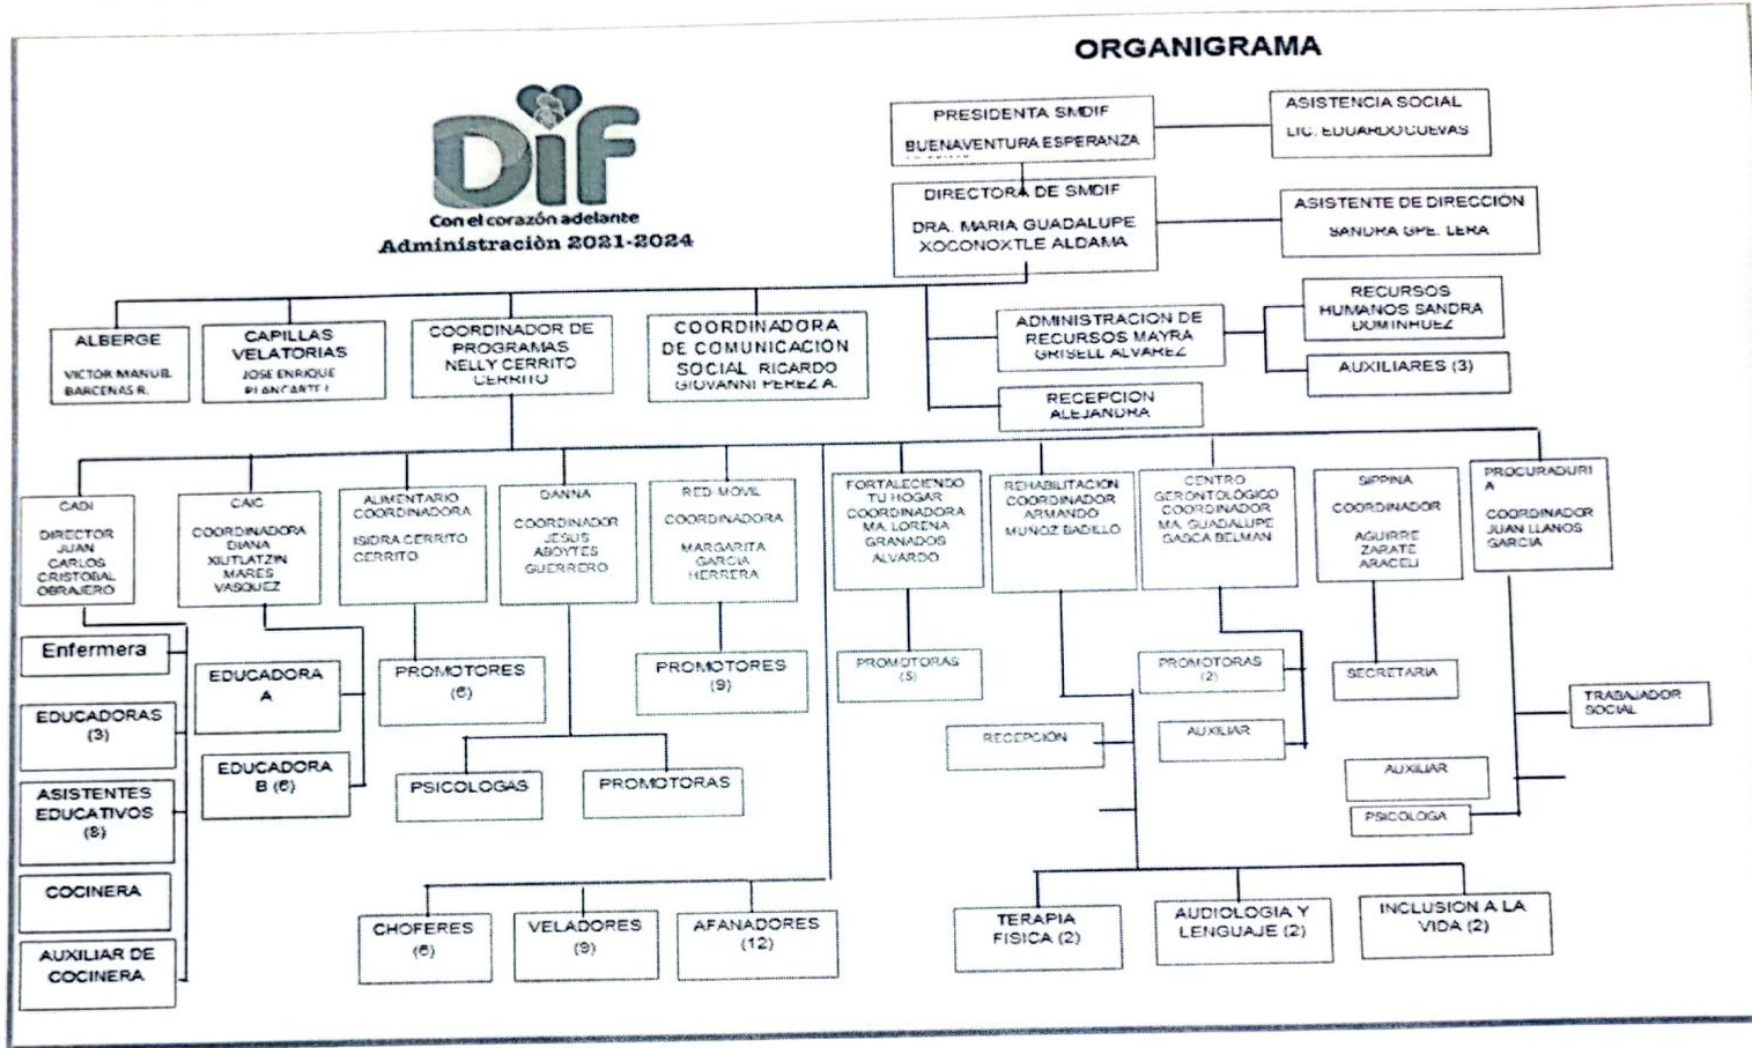 ORGANIGRAMA
Dif
Con el corazón adelante
Administraciòn 2021-2024
PRESIDENTA SMDIF
BUENAVENTURA ESPERANZA
ASISTENCIA SOCIAL
LIC. EDUARDO CUEVAS
DIRECTORA DE SMDIF
DRA. MARIA GUADALUPE
XOCONOXTLE ALDAMA
ASISTENTE DE DIRECCIÓN
SANDRA GPE. LERA
ALBERGE
VICTOR MANUEL
BARCENAS R.
CAPILLAS
VELATORIAS
JOSE ENRIQUE
COORDINADOR DE
PROGRAMAS
NELLY CERRITO
CERRITO
COORDINADORA
DE COMUNICACIÓN
SOCIAL RICARDO
GIOVANNI PEREZ A.
ADMINISTRACION DE
RECURSOS MAYRA
GRISELL ALVAREZ
RECURSOS
HUMANOS SANDRA
DOMINHUEZ
AUXILIARES (3)
RECEPCION
ALEJANDRA
CADI
DIRECTOR
JUAN
CARLOS
CRISTOBAL
OBRAJERO
CAIC
COORDINADORA
DIANA
XIUTLATZIN
MARES
VASQUEZ
ALIMENTARIO
COORDINADORA
ISIDRA CERRITO
CERRITO
DANNA
COORDINADOR
JESUS
ABOYTES
GUERRERO
RED-MOVIL
COORDINADORA
MARGARITA
GARCIA
HERRERA
FORTALECIENDO
TU HOGAR
COORDINADORA
MA. LORENA
GRANADOS
ALVARDO
REHABILITACION
COORDINADOR
ARMANDO
MUÑOZ BADILLO
CENTRO
GERONTOLÓGICO
COORDINADOR
MA. GUADALUPE
GASCA BELMAN
SIPPINA
COORDINADOR
AGUIRRE
ZARATE
ARACELI
PROCURADURI
A
COORDINADOR
JUAN LLANOS
GARCIA
Enfermera
EDUCADORAS
(3)
ASISTENTES
EDUCATIVOS
(8)
COCINERA
AUXILIAR DE
COCINERA
EDUCADORA
A
EDUCADORA
B (6)
PROMOTORES
(6)
PSICOLOGAS
PROMOTORAS
PROMOTORES
(9)
PROMOTORAS
(5)
RECEPCIÓN
PROMOTORAS
(2)
AUXILIAR
SECRETARIA
TRABAJADOR
SOCIAL
AUXILIAR
PSICOLOGA
CHOFERES
(6)
VELADORES
(9)
AFANADORES
(12)
TERAPIA
FISICA (2)
AUDIOLOGIA Y
LENGUAJE (2)
INCLUSION A LA
VIDA (2)